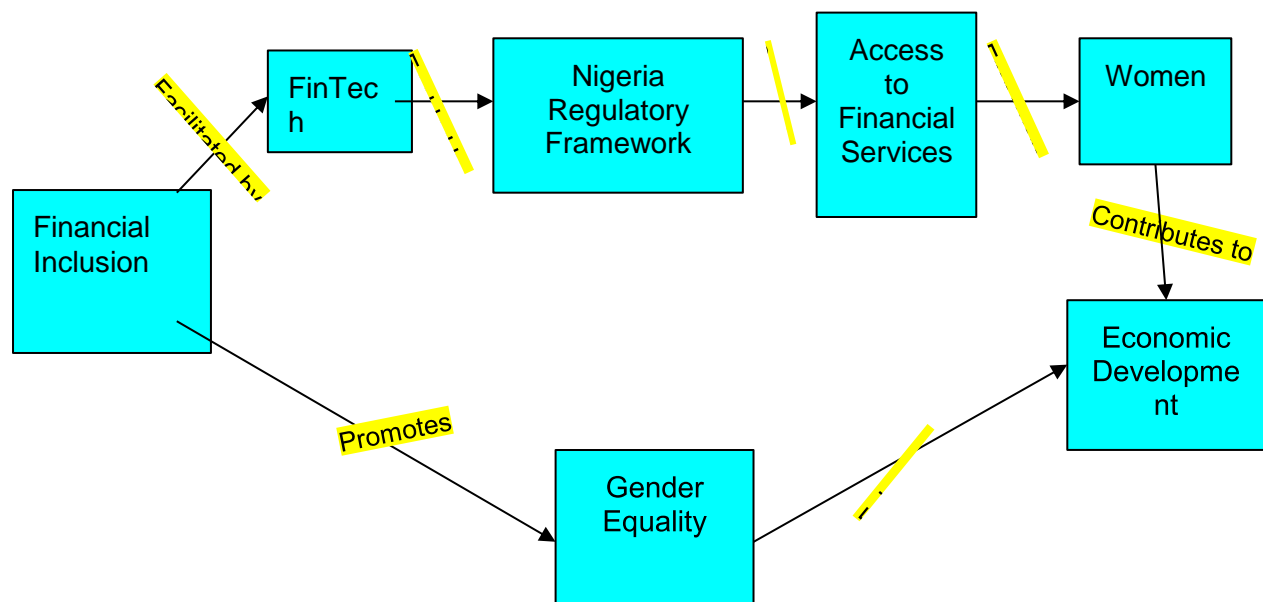 FinTec
h
Nigeria
Regulatory
Framework
Access
to
Financial
Services
Women
Facilitated by
Financial
Inclusion
Contributes to
Economic
Developme
nt
Promotes
Gender
Equality